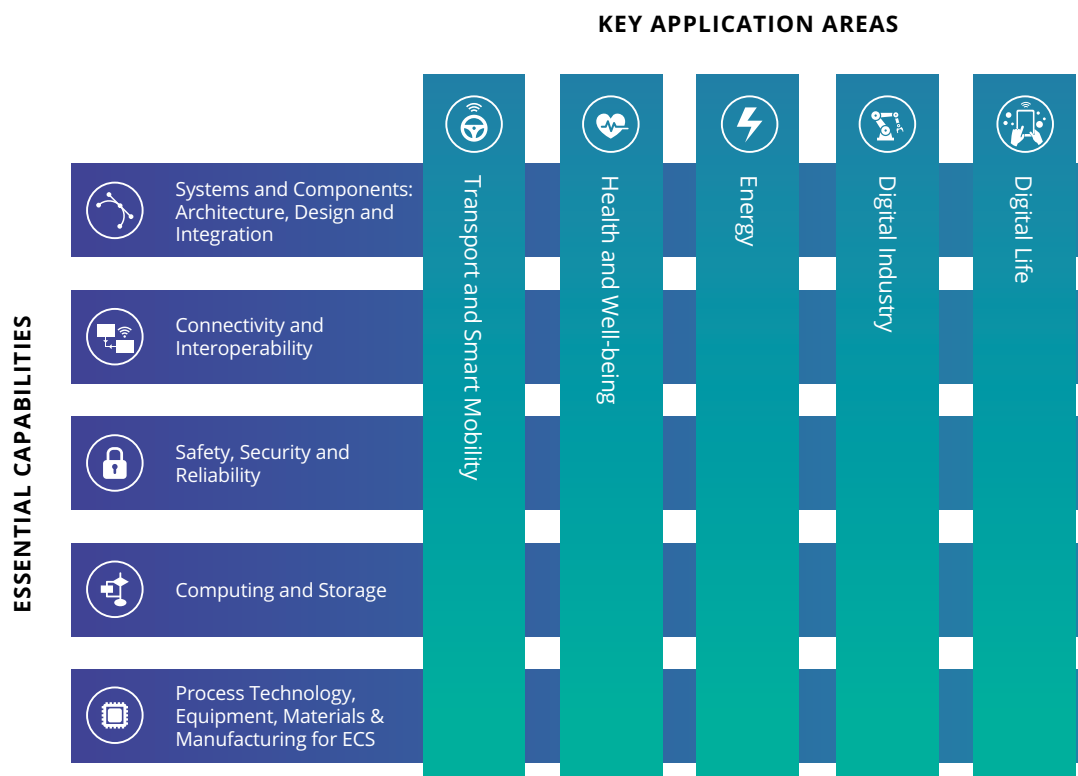 KEY APPLICATION AREAS
Transport and Smart Mobility
Health and Well-being
Energy
Digital Industry
Digital Life
ESSENTIAL CAPABILITIES
Systems and Components:
Architecture, Design and
Integration
Connectivity and
Interoperability
Safety, Security and
Reliability
Computing and Storage
Process Technology,
Equipment, Materials &
Manufacturing for ECS